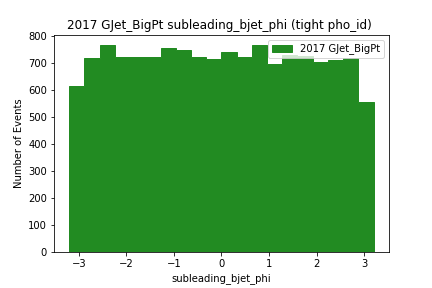 2017 GJet_BigPt subleading_bjet_phi (tight pho_id)
2017 GJet_BigPt
800
700
600
500
400
300
200
100
0
Number of Events
−3 −2 −1 0 1 2 3
subleading_bjet_phi